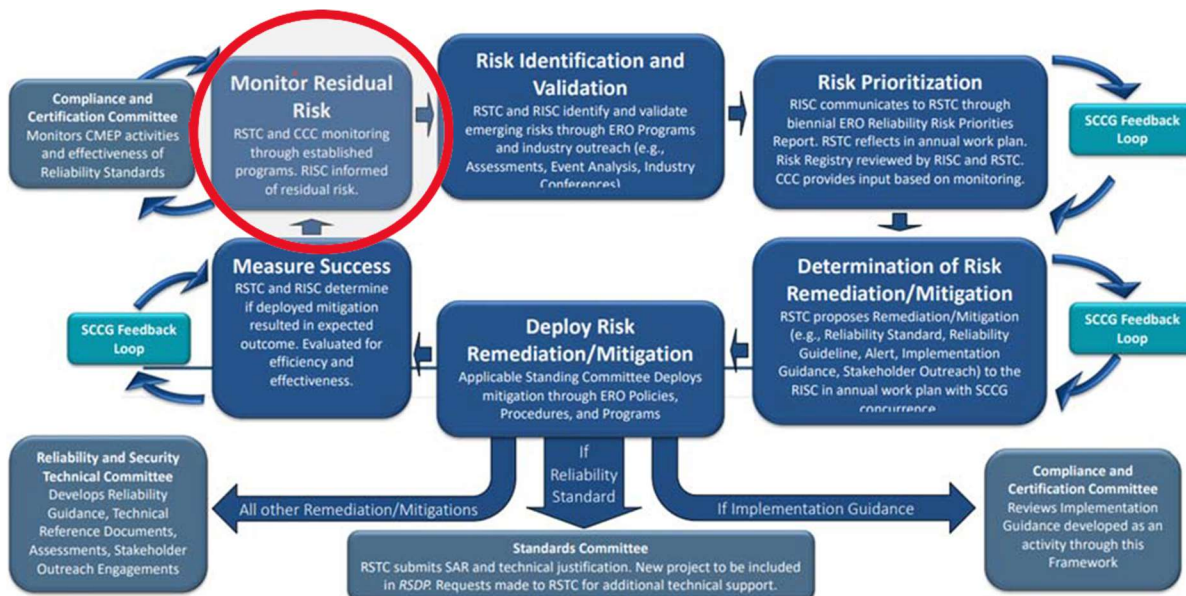 Compliance and
Certification Committee
Monitors CMEP activities
and effectiveness of
Reliability Standards
Monitor Residual
Risk
RSTC and CCC monitoring
through established
programs. RISC informed
of residual risk.
Risk Identification and
Validation
RSTC and RISC identify and validate
emerging risks through ERO Programs
and industry outreach (e.g.,
Assessments, Event Analysis, Industry
Conferences)
Risk Prioritization
RISC communicates to RSTC through
biennial ERO Reliability Risk Priorities
Report. RSTC reflects in annual work plan.
Risk Registry reviewed by RISC and RSTC.
CCC provides input based on monitoring.
SCCG Feedback
Loop
SCCG Feedback
Loop
Measure Success
RSTC and RISC determine
if deployed mitigation
resulted in expected
outcome. Evaluated for
efficiency and
effectiveness.
Deploy Risk
Remediation/Mitigation
Applicable Standing Committee Deploys
mitigation through ERO Policies,
Procedures, and Programs
Determination of Risk
Remediation/Mitigation
RSTC proposes Remediation/Mitigation
(e.g., Reliability Standard, Reliability
Guideline, Alert, Implementation
Guidance, Stakeholder Outreach) to the
RISC in annual work plan with SCCG
concurrence
SCCG Feedback
Loop
Reliability and Security
Technical Committee
Develops Reliability
Guidance, Technical
Reference Documents,
Assessments, Stakeholder
Outreach Engagements
All other Remediation/Mitigations
If
Reliability
Standard
If Implementation Guidance
Compliance and
Certification Committee
Reviews Implementation
Guidance developed as an
activity through this
Framework
Standards Committee
RSTC submits SAR and technical justification. New project to be included
in RSDP. Requests made to RSTC for additional technical support.